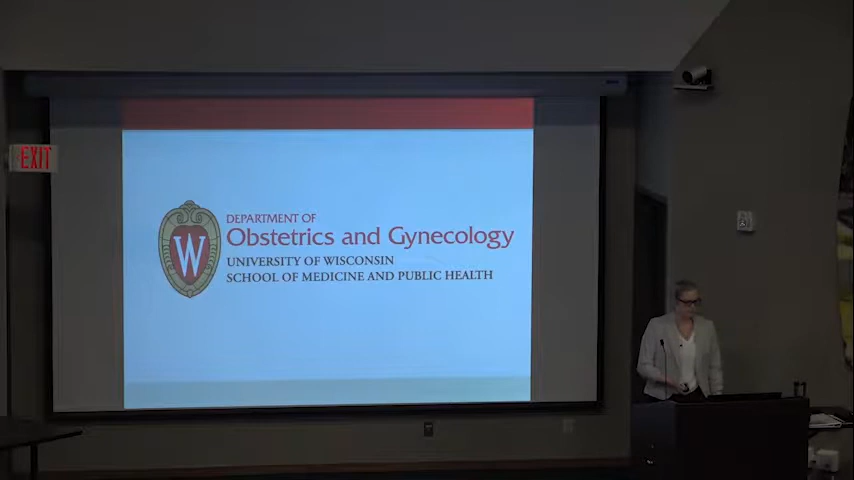 EXIT
DEPARTMENT OF
Obstetrics and Gynecology
UNIVERSITY OF WISCONSIN
SCHOOL OF MEDICINE AND PUBLIC HEALTH
W